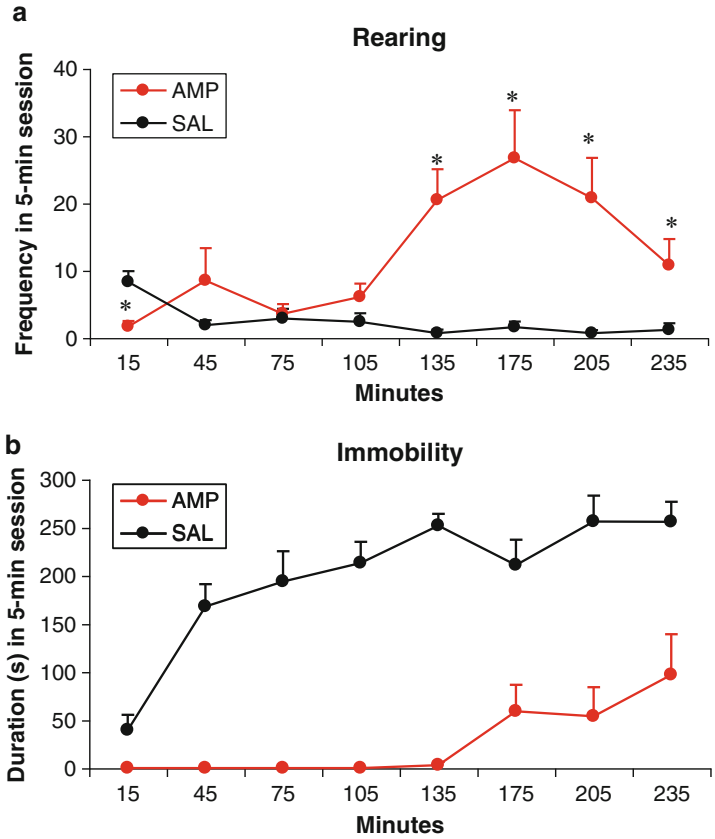 a
Rearing
Frequency in 5-min session
40
30
20
10
0
AMP
SAL
*
*
*
*
*
15 45 75 105 135 175 205 235
Minutes
b
Immobility
Duration (s) in 5-min session
300
250
200
150
100
50
0
AMP
SAL
15 45 75 105 135 175 205 235
Minutes